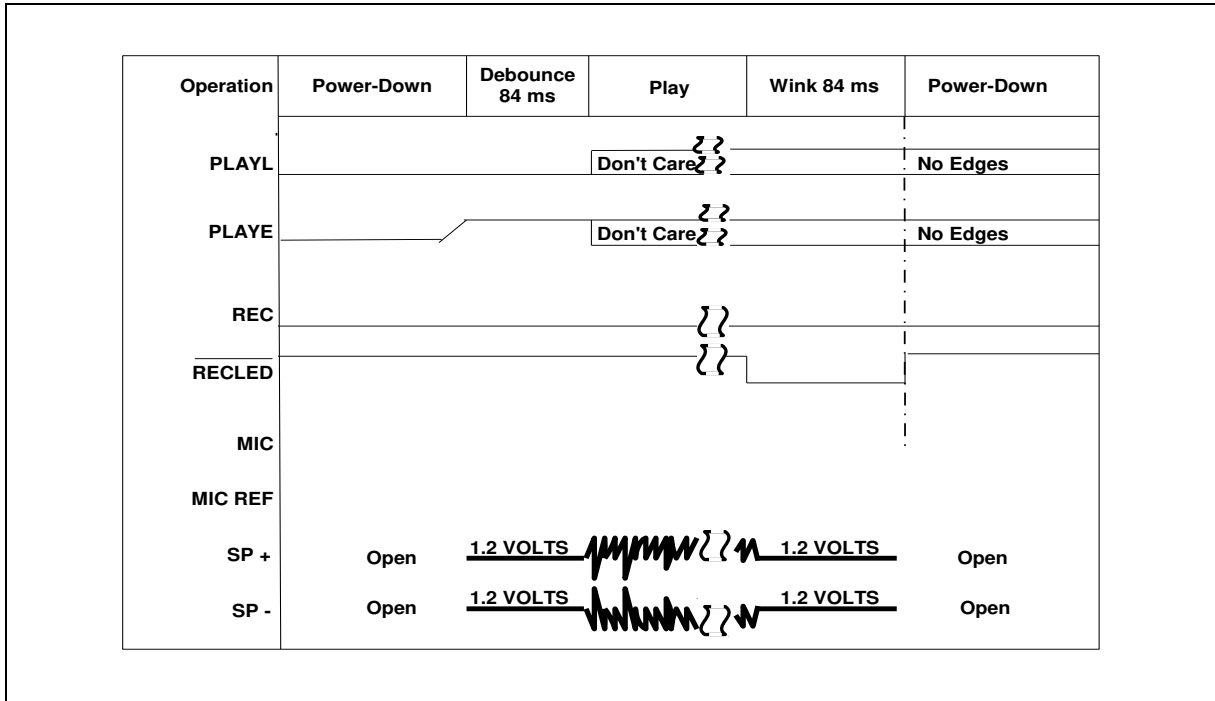 Operation Power-Down Debounce 84 ms Play Wink 84 ms Power-Down
PLAYL Don't Care No Edges
PLAYE Don't Care No Edges
REC
RECLED
MIC
MIC REF
SP + Open 1.2 VOLTS 1.2 VOLTS Open
SP - Open 1.2 VOLTS 1.2 VOLTS Open